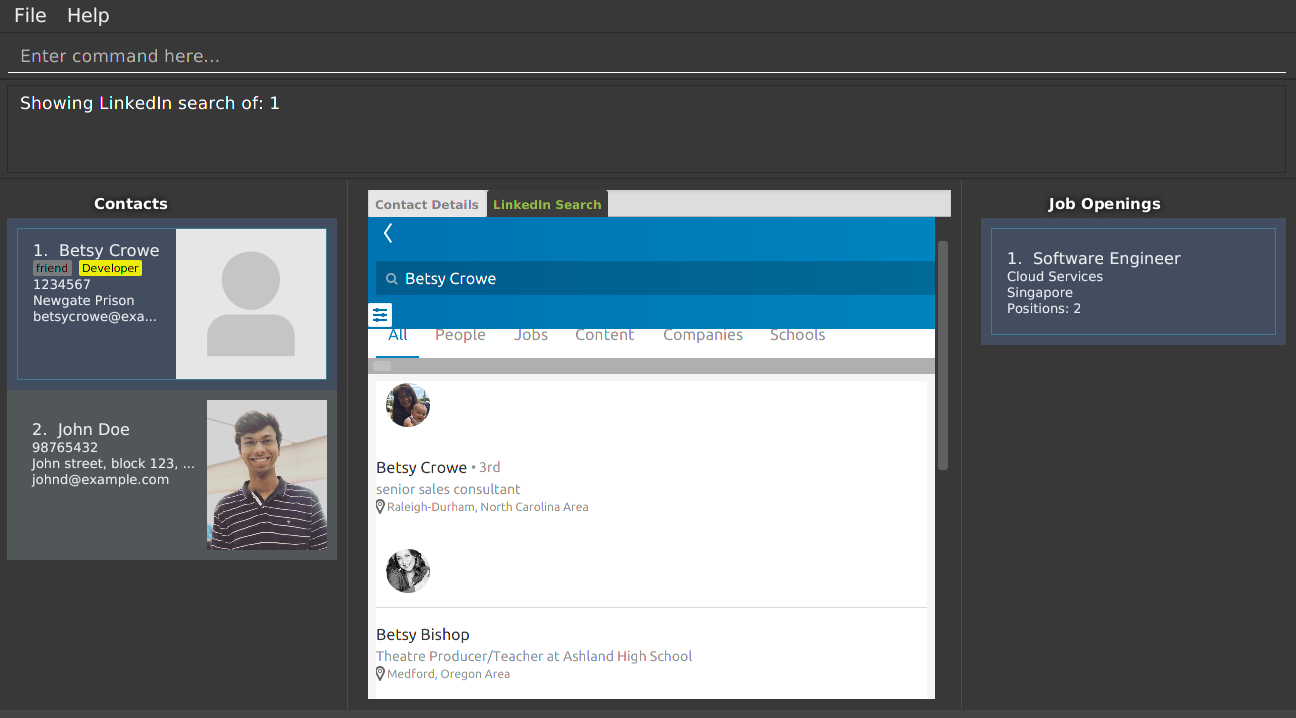 File Help
Enter command here...
Showing LinkedIn search of: 1
Contacts
1. Betsy Crowe
friend Developer
1234567
Newgate Prison
betsycrowe@exa...
2. John Doe
98765432
John street, block 123, ...
johnd@example.com
Contact Details LinkedIn Search
Betsy Crowe
All People Jobs Content Companies Schools
Betsy Crowe • 3rd
senior sales consultant
Raleigh-Durham, North Carolina Area
Betsy Bishop
Theatre Producer/Teacher at Ashland High School
Medford, Oregon Area
Job Openings
1. Software Engineer
Cloud Services
Singapore
Positions: 2